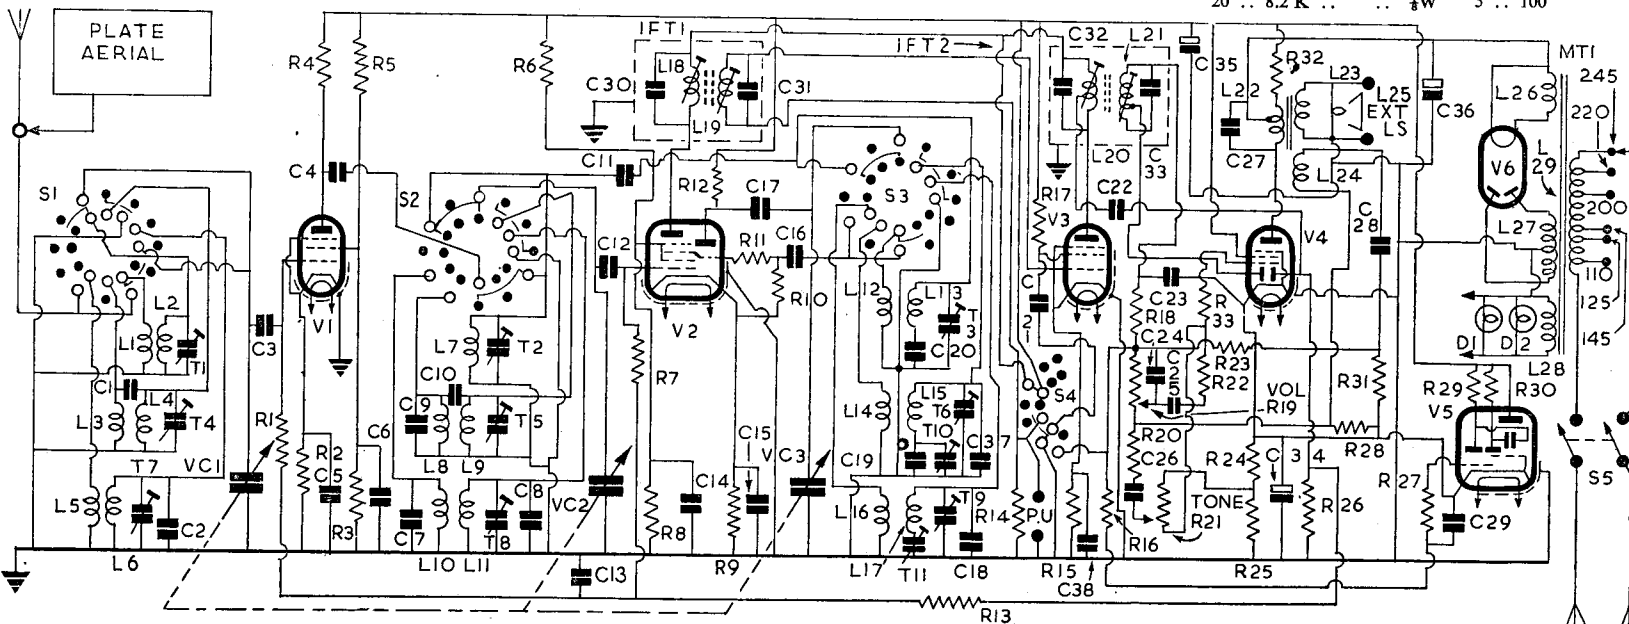 20 .. 8.2 K .. .. ⅛W 5 .. 100
PLATE
AERIAL
IFT1
IFT2
C32
L21
MT1
R4
R5
R6
L18
C30
C31
L19
C35
R32
L23
L22
L25
EXT
LS
C36
L26
245
220
C27
L20
C33
L24
V6
L29
S1
C4
S2
C11
R12
C17
S3
R17
V3
C22
V4
C28
L27
200
110
125
145
C12
R11
C16
R10
L12
L13
T3
C20
C21
C23
R18
R33
C24
C25
R23
R22
VOL
R19
R31
D1
D2
L28
R29
R30
V1
V2
C3
L1
L2
T1
C1
L3
L4
T4
R1
L7
T2
C10
C9
T5
R7
L14
L15
T6
T10
S4
R20
C26
R28
V5
T7
VC1
R2
C5
C6
L8
L9
C15
VC3
C19
C37
R24
C34
R27
S5
L5
C2
R3
C7
C8
T8
VC2
R8
C14
L16
T9
R14
P.U
TONE
R21
R16
R26
C29
L6
L10
L11
C13
R9
L17
T11
C18
R15
C38
R25
R13